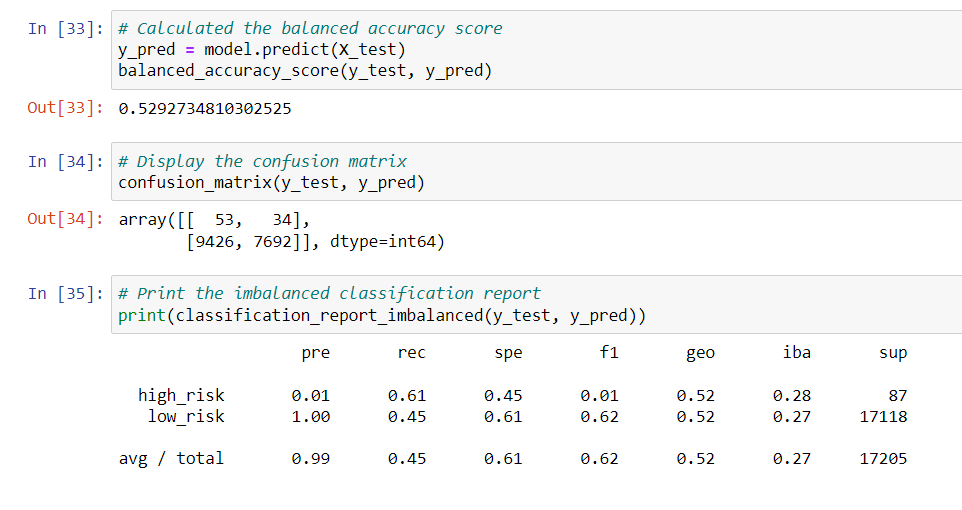 In [33]: # Calculated the balanced accuracy score
y_pred = model.predict(X_test)
balanced_accuracy_score(y_test, y_pred)
Out[33]: 0.5292734810302525
In [34]: # Display the confusion matrix
confusion_matrix(y_test, y_pred)
Out[34]: array([[  53,   34],
       [9426, 7692]], dtype=int64)
In [35]: # Print the imbalanced classification report
print(classification_report_imbalanced(y_test, y_pred))
pre rec spe f1 geo iba sup
high_risk 0.01 0.61 0.45 0.01 0.52 0.28 87
low_risk 1.00 0.45 0.61 0.62 0.52 0.27 17118
avg / total 0.99 0.45 0.61 0.62 0.52 0.27 17205